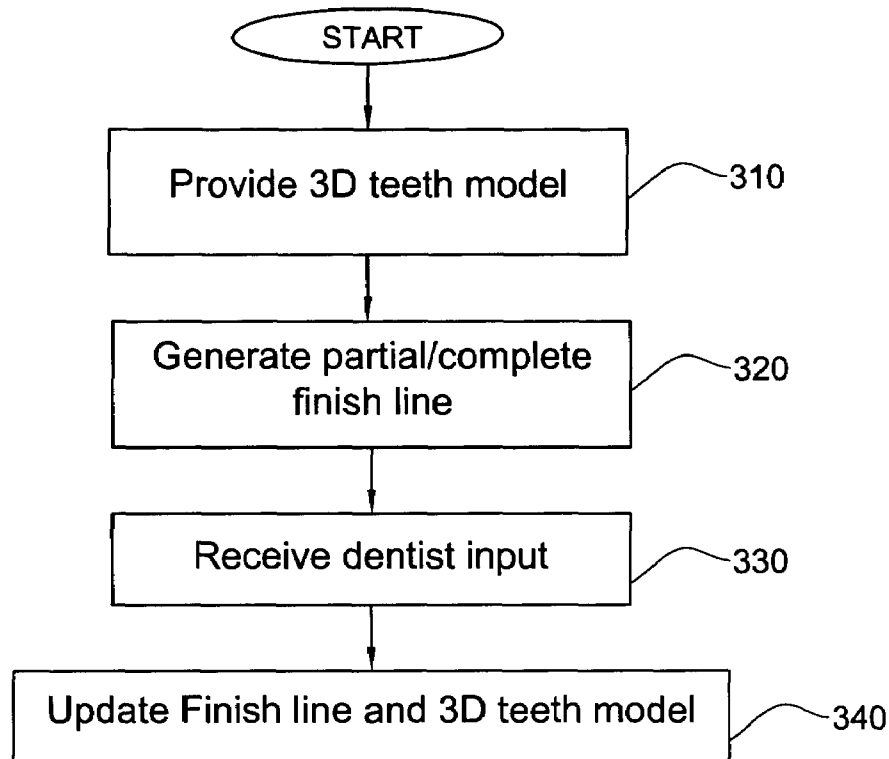 START
Provide 3D teeth model
310
Generate partial/complete
finish line
320
Receive dentist input
330
Update Finish line and 3D teeth model
340